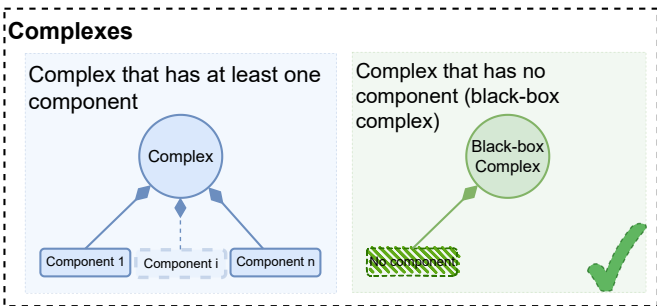 Complexes
Complex that has at least one
component
Complex
Component 1
Component i
Component n
Complex that has no
component (black-box
complex)
Black-box
Complex
No component